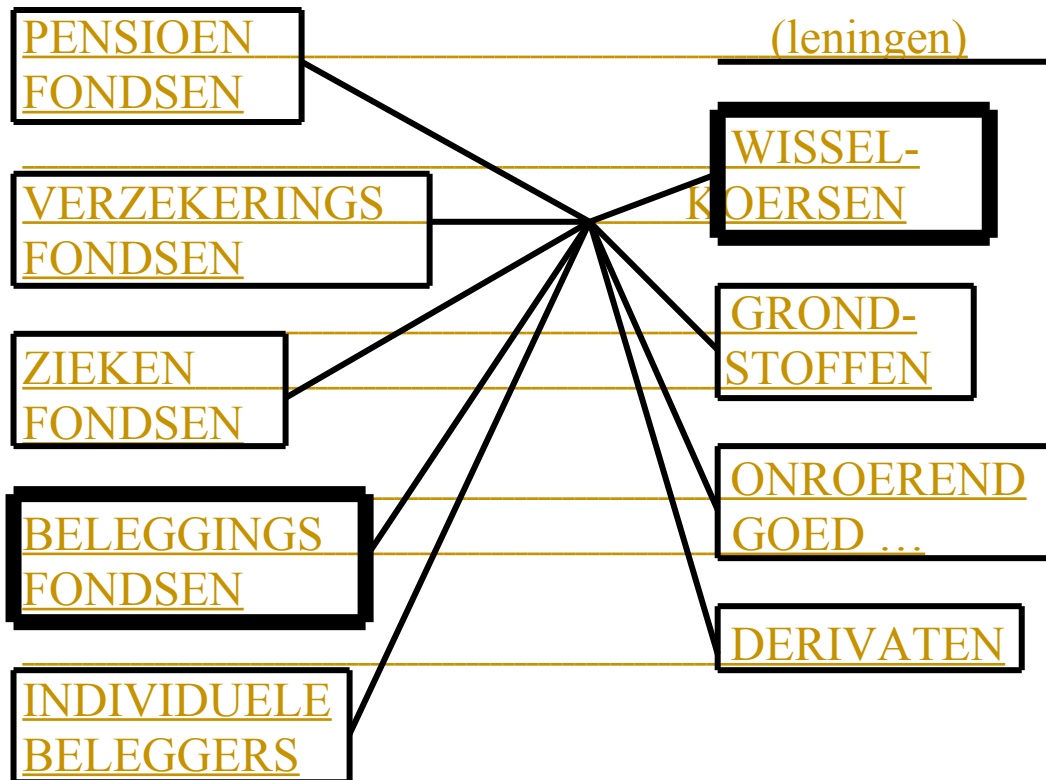 PENSIOEN
FONDSEN
VERZEKERINGS
FONDSEN
ZIEKEN
FONDSEN
BELEGGINGS
FONDSEN
INDIVIDUELE
BELEGGERS
(leningen)
WISSEL-
KOERSEN
GROND-
STOFFEN
ONROEREND
GOED …
DERIVATEN